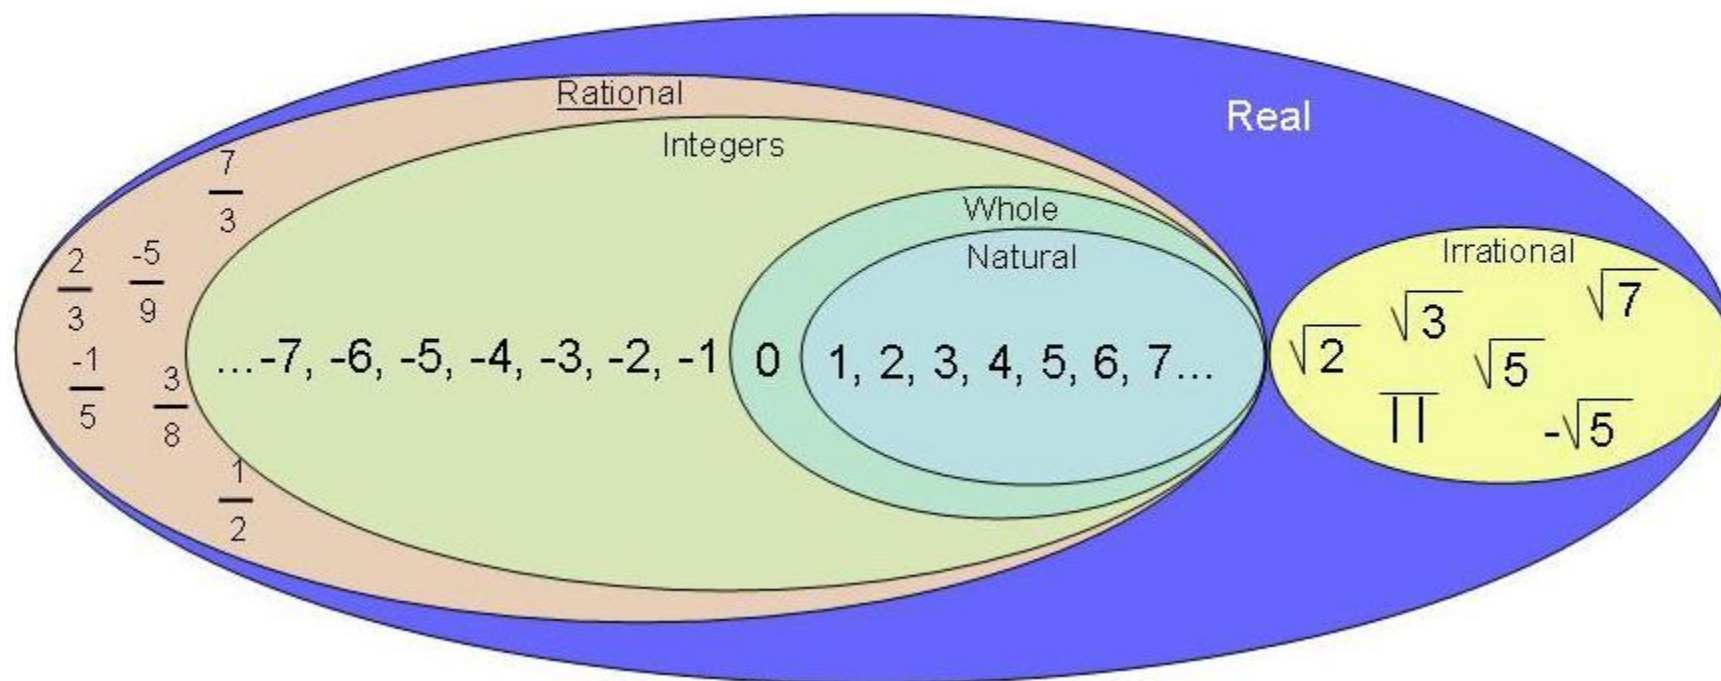 Rational
Real
Integers
7/3
Whole
Natural
Irrational
2/3
-5/9
√7
√3
√2
√5
...-7, -6, -5, -4, -3, -2, -1
0
1, 2, 3, 4, 5, 6, 7...
-1/5
3/8
∏
-√5
1/2